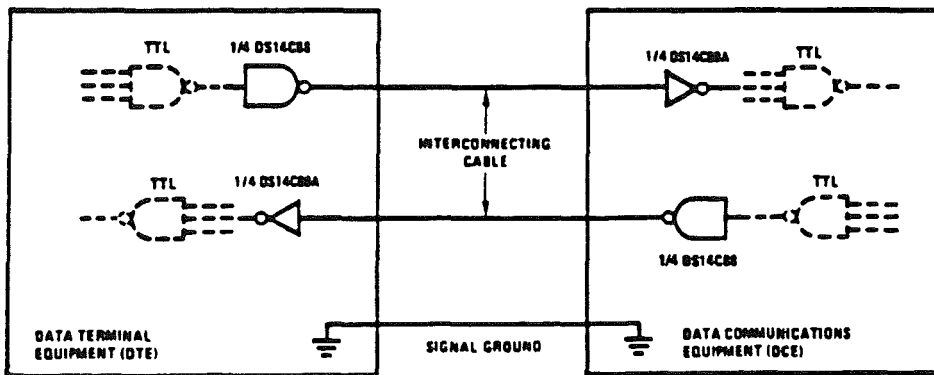 TTL
1/4 DS14C88
1/4 DS14C89A
TTL
INTERCONNECTING
CABLE
TTL
1/4 DS14C89A
TTL
1/4 DS14C88
DATA TERMINAL
EQUIPMENT (DTE)
SIGNAL GROUND
DATA COMMUNICATIONS
EQUIPMENT (DCE)